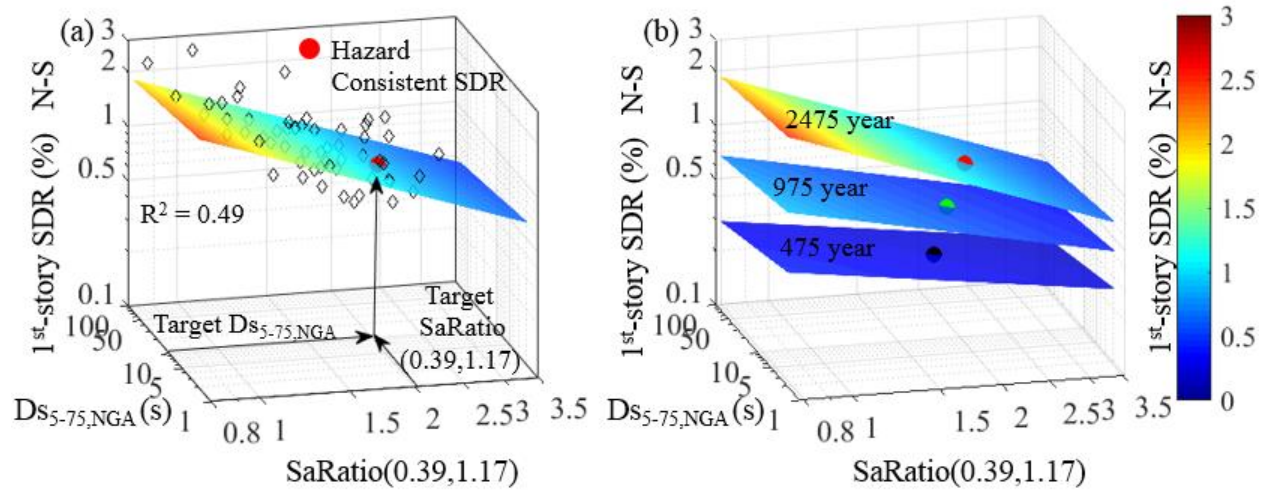 (a)
Hazard
Consistent SDR
R² = 0.49
Target Ds5-75,NGA
Target
SaRatio
(0.39,1.17)
1st-story SDR (%) N-S
3
2
1
0.5
0.1
100
50
10
5
1
Ds5-75,NGA(s)
0.8
1
1.5
2
2.5
3
3.5
SaRatio(0.39,1.17)
(b)
2475 year
975 year
475 year
1st-story SDR (%) N-S
3
2
1
0.5
0.1
100
50
10
5
1
Ds5-75,NGA(s)
0.8
1
1.5
2
2.5
3
3.5
SaRatio(0.39,1.17)
1st-story SDR (%) N-S
3
2.5
2
1.5
1
0.5
0